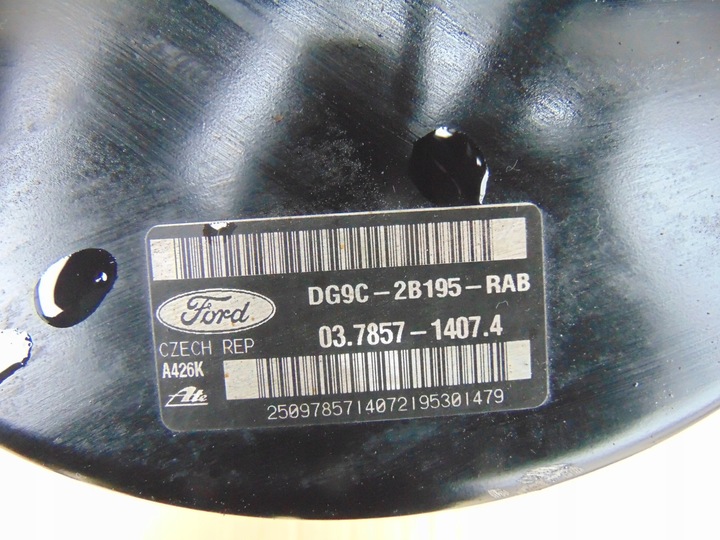 Ford
DG9C-2B195-RAB
CZECH REP
03.7857-1407.4
A426K
Ate
2509785714072195301479